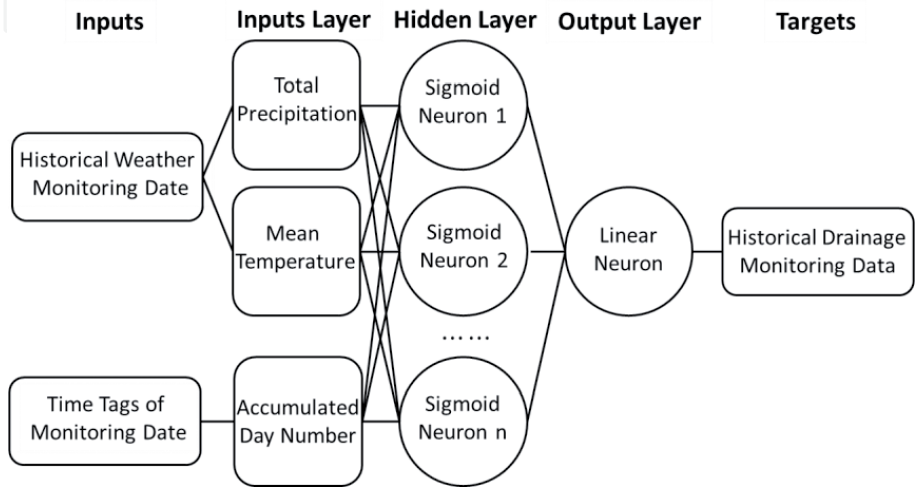 Inputs
Inputs Layer
Hidden Layer
Output Layer
Targets
Historical Weather
Monitoring Date
Time Tags of
Monitoring Date
Total
Precipitation
Mean
Temperature
Accumulated
Day Number
Sigmoid
Neuron 1
Sigmoid
Neuron 2
……
Sigmoid
Neuron n
Linear
Neuron
Historical Drainage
Monitoring Data